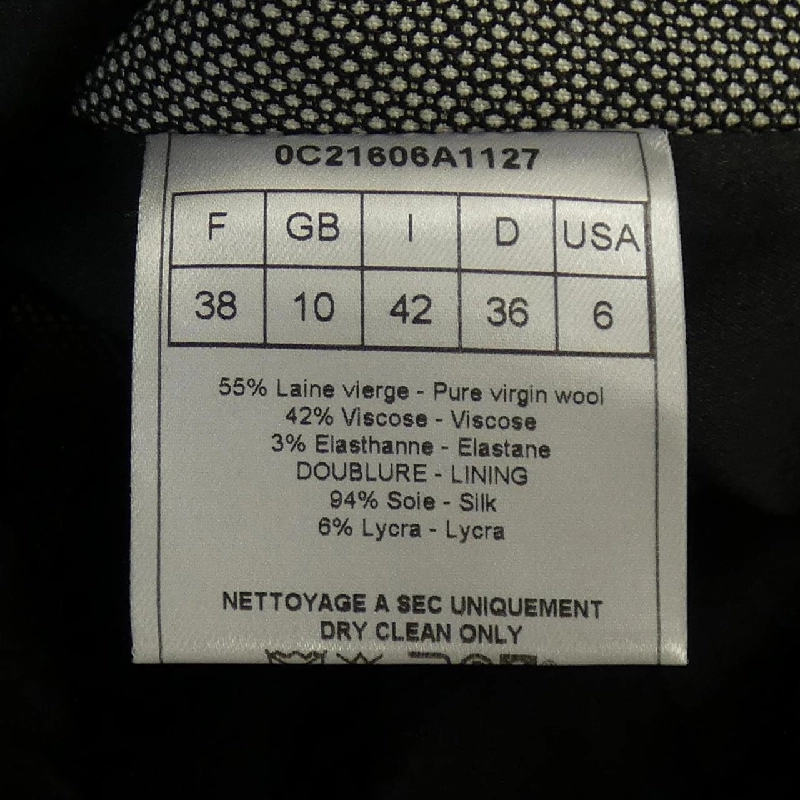 0C21606A1127
F GB I D USA
38 10 42 36 6
55% Laine vierge - Pure virgin wool
42% Viscose - Viscose
3% Elasthanne - Elastane
DOUBLURE - LINING
94% Soie - Silk
6% Lycra - Lycra
NETTOYAGE A SEC UNIQUEMENT
DRY CLEAN ONLY